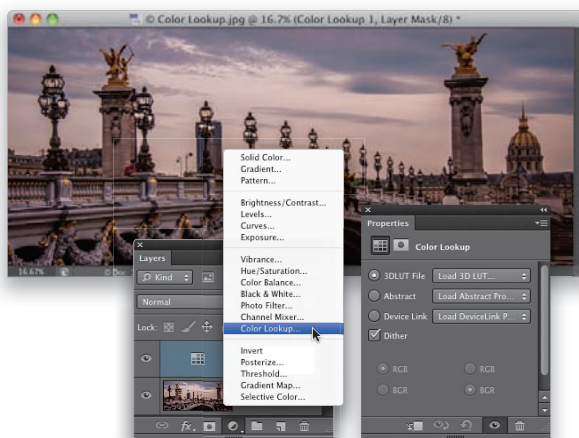 © Color Lookup.jpg @ 16.7% (Color Lookup 1, Layer Mask/8) *
Solid Color...
Gradient...
Pattern...
Brightness/Contrast...
Levels...
Curves...
Exposure...
Vibrance...
Hue/Saturation...
Color Balance...
Black & White...
Photo Filter...
Channel Mixer...
Color Lookup...
Invert
Posterize...
Threshold...
Gradient Map...
Selective Color...
16.67%
© Doc:
Layers
Kind
Normal
Lock:
fx.
Properties
Color Lookup
3DLUT File Load 3D LUT...
Abstract Load Abstract Pro...
Device Link Load DeviceLink P...
Dither
RGB RGB
BGR BGR